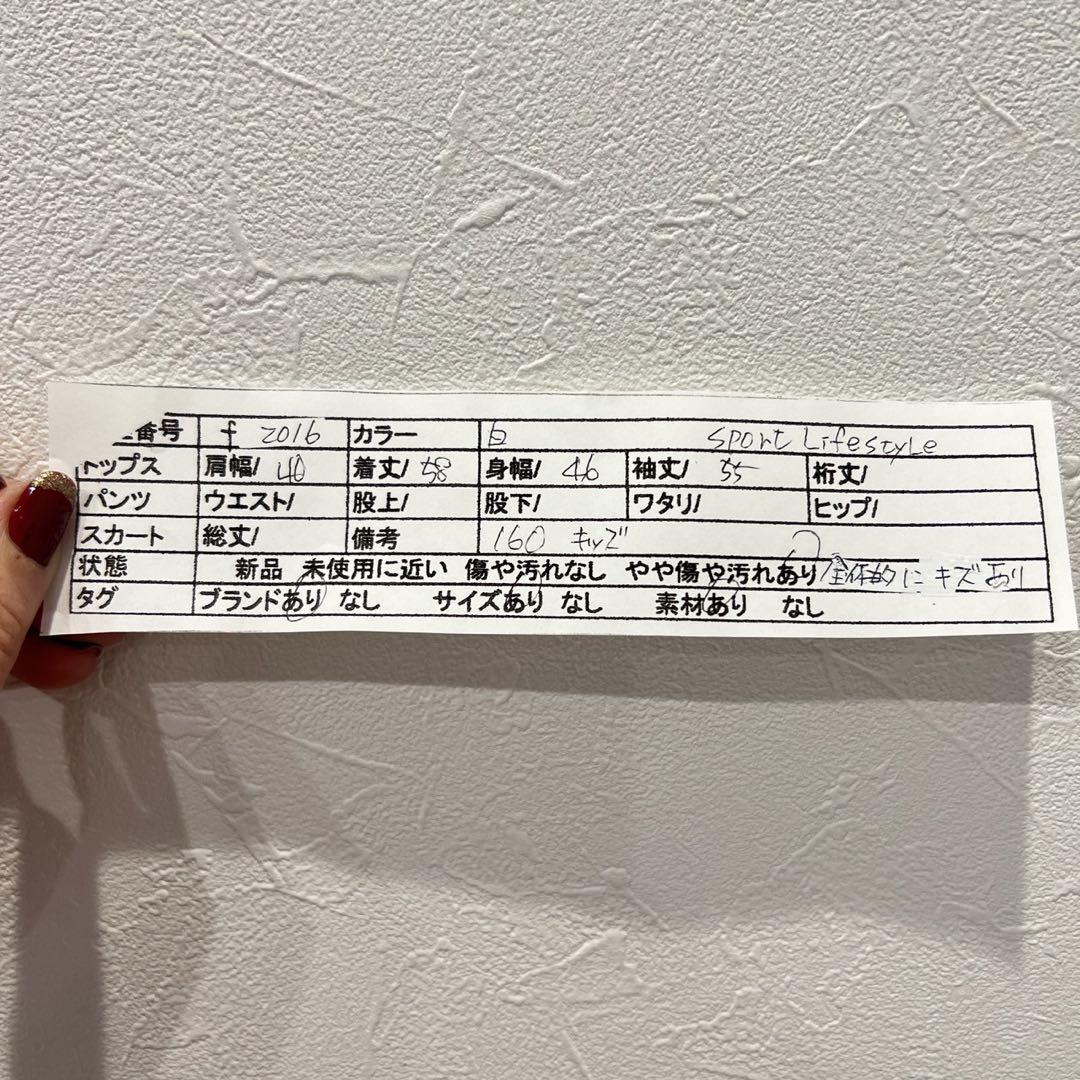 番号 f 2016 カラー 白 Sport Lifestyle
トップス 肩幅/ 40 着丈/ 58 身幅/ 46 袖丈/ 55 裄丈/
パンツ ウエスト/ 股上/ 股下/ ワタリ/ ヒップ/
スカート 総丈/ 備考 160 キッズ
状態 新品 未使用に近い 傷や汚れなし やや傷や汚れあり 全体的に キズあり
タグ ブランドあり なし サイズあり なし 素材あり なし